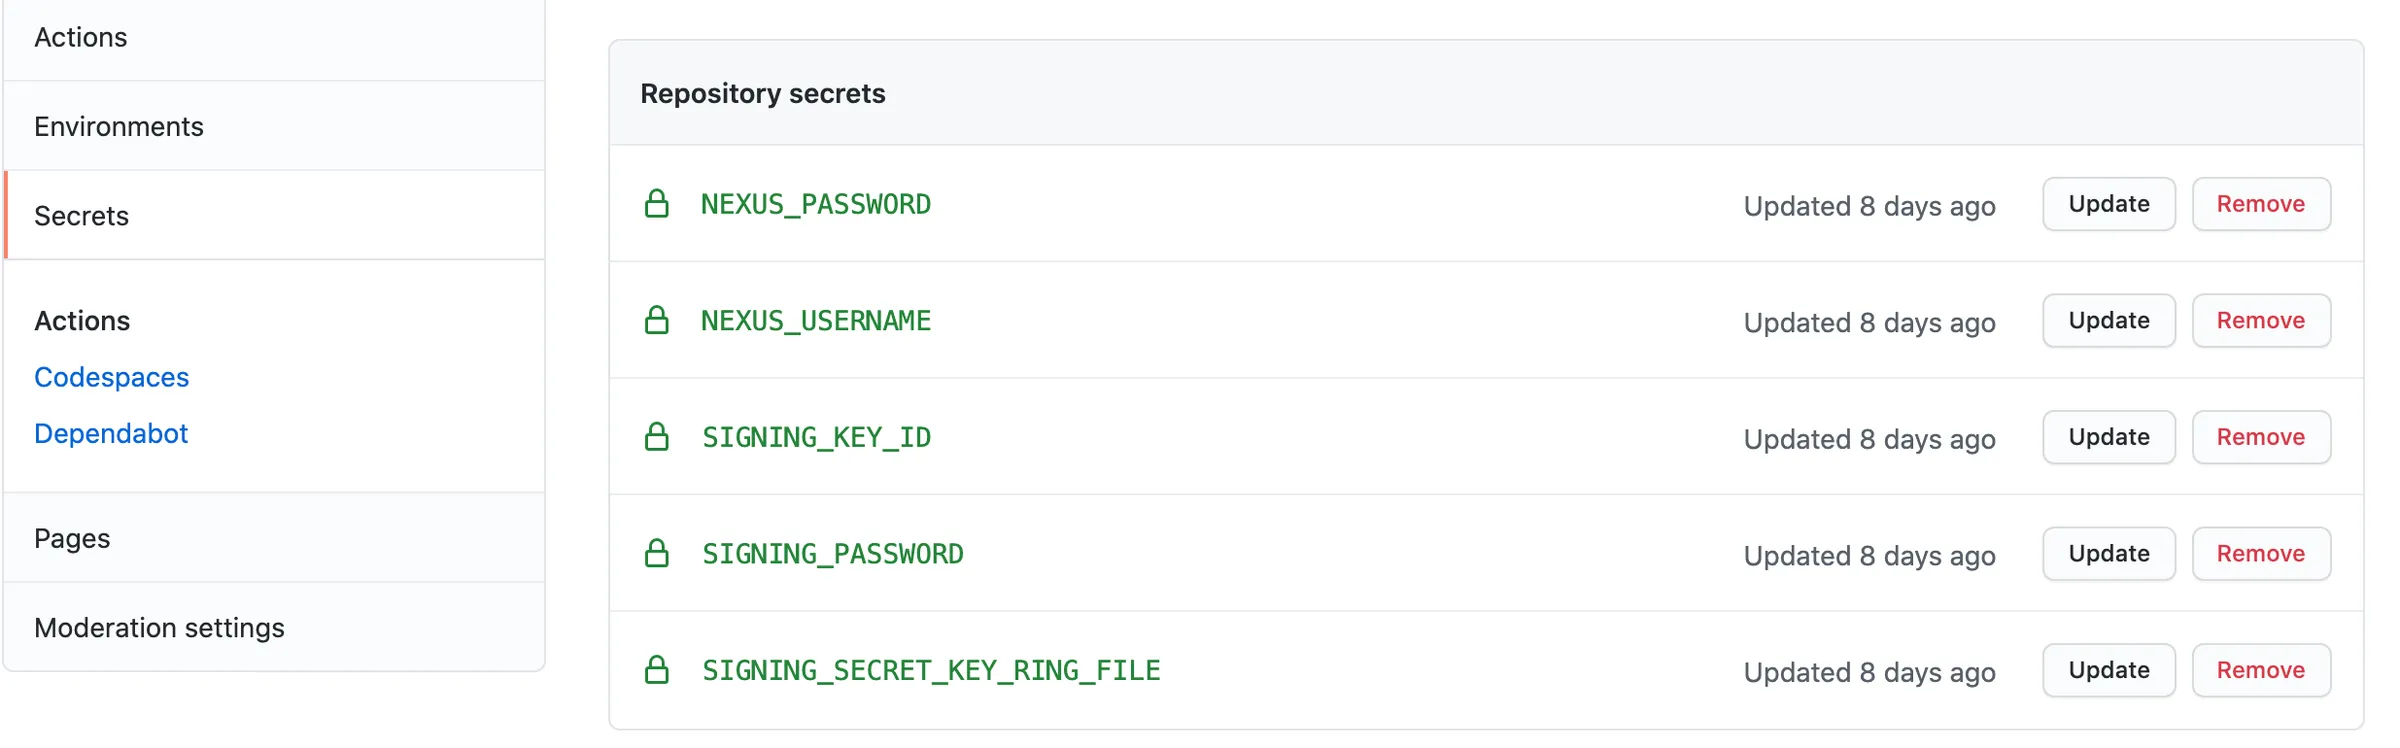 Actions
Environments
Secrets
Actions
Codespaces
Dependabot
Pages
Moderation settings
Repository secrets
NEXUS_PASSWORD Updated 8 days ago Update Remove
NEXUS_USERNAME Updated 8 days ago Update Remove
SIGNING_KEY_ID Updated 8 days ago Update Remove
SIGNING_PASSWORD Updated 8 days ago Update Remove
SIGNING_SECRET_KEY_RING_FILE Updated 8 days ago Update Remove